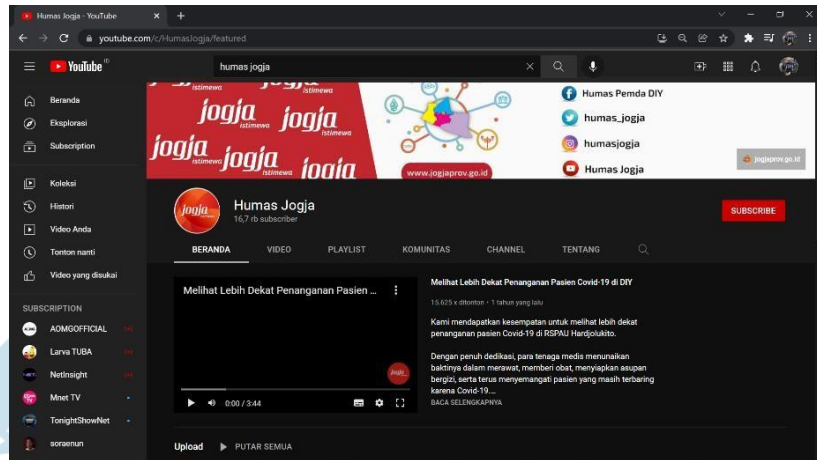 Humas Jogja - YouTube
youtube.com/c/HumasJogja/featured
YouTube ID
humas jogja
Beranda
Eksplorasi
Subscription
Koleksi
Histori
Video Anda
Tonton nanti
Video yang disukai
SUBSCRIPTION
AOMGOFFICIAL
Larva TUBA
NetInsight
Mnet TV
TonightShowNet
soraenun
istimewa
jogja istimewa
jogja istimewa
jogja istimewa
jogja istimewa
jogja istimewa
www.jogjaprov.go.id
Humas Pemda DIY
humas_jogja
humasjogja
Humas Jogja
jogjaprov.go.id
jogja
Humas Jogja
16,7 rb subscriber
SUBSCRIBE
BERANDA VIDEO PLAYLIST KOMUNITAS CHANNEL TENTANG
Melihat Lebih Dekat Penanganan Pasien ...
0:00 / 3:44
Melihat Lebih Dekat Penanganan Pasien Covid-19 di DIY
15.625 x ditonton • 1 tahun yang lalu
Kami mendapatkan kesempatan untuk melihat lebih dekat
penanganan pasien Covid-19 di RSPAU Hardjolukito.
Dengan penuh dedikasi, para tenaga medis menunaikan
baktinya dalam merawat, memberi obat, menyiapkan asupan
bergizi, serta terus menyemangati pasien yang masih terbaring
karena Covid-19....
BACA SELENGKAPNYA
Upload PUTAR SEMUA